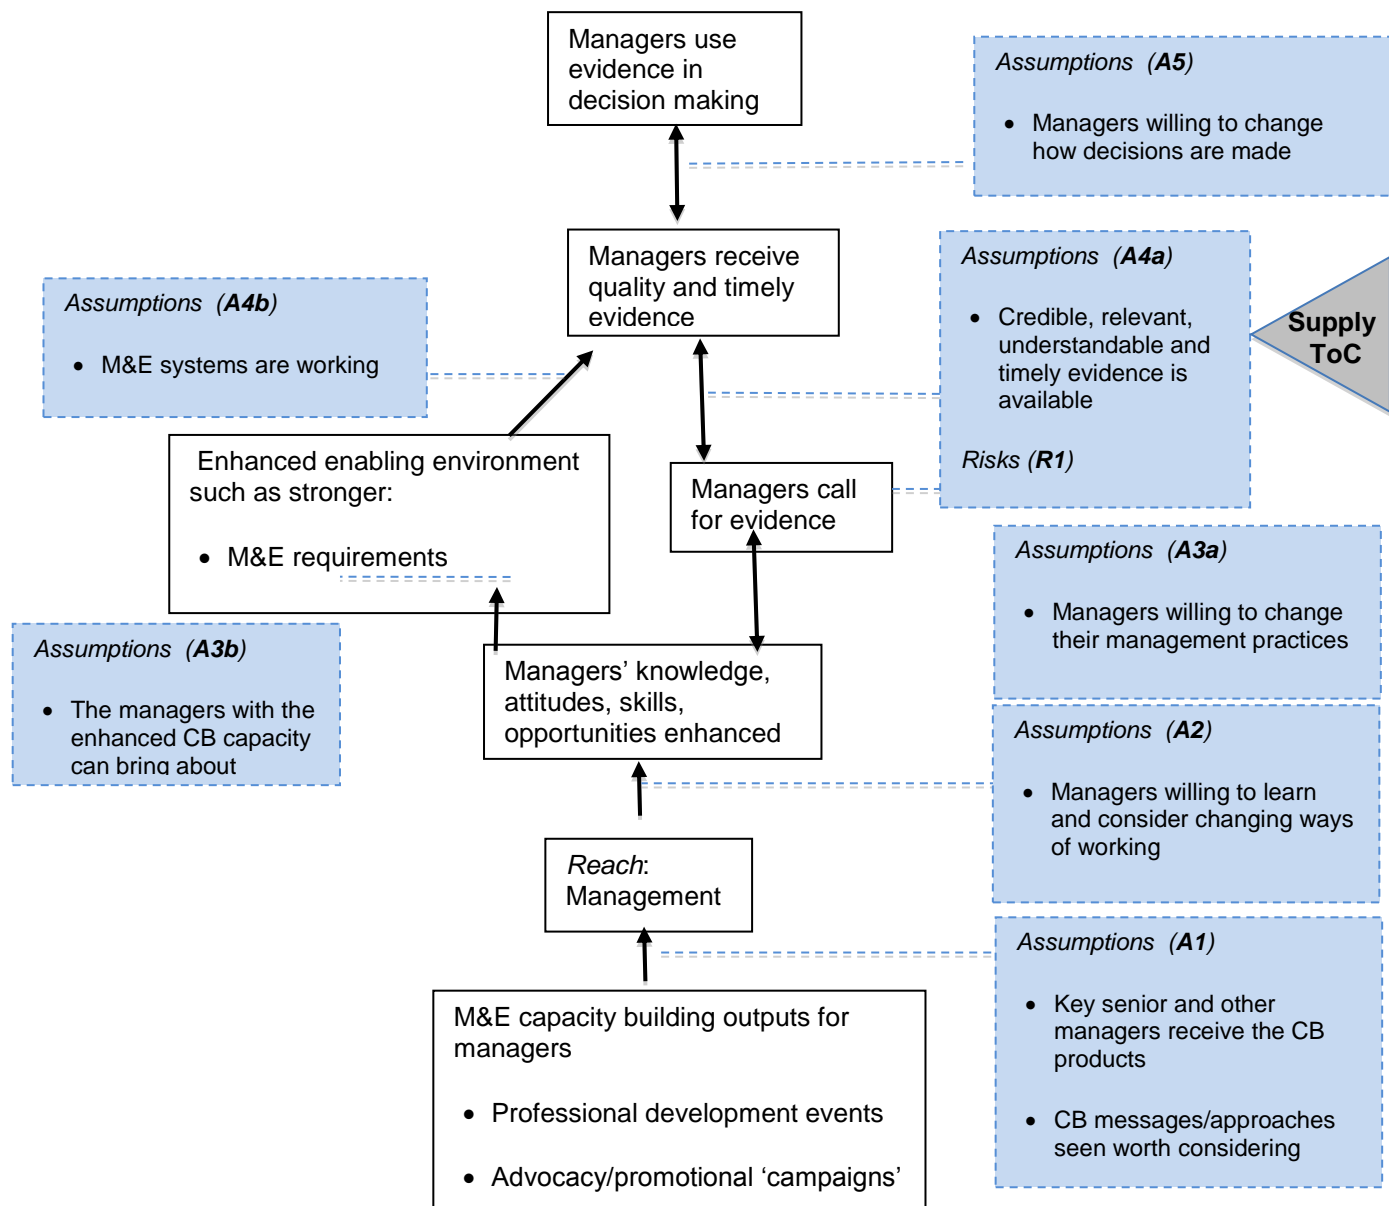 Managers use
evidence in
decision making
Assumptions (A5)
• Managers willing to change
how decisions are made
Managers receive
quality and timely
evidence
Assumptions (A4a)
• Credible, relevant,
understandable and
timely evidence is
available
Risks (R1)
Supply
ToC
Assumptions (A4b)
• M&E systems are working
Enhanced enabling environment
such as stronger:
• M&E requirements
Managers call
for evidence
Assumptions (A3a)
• Managers willing to change
their management practices
Assumptions (A3b)
• The managers with the
enhanced CB capacity
can bring about
Managers’ knowledge,
attitudes, skills,
opportunities enhanced
Assumptions (A2)
• Managers willing to learn
and consider changing ways
of working
Reach:
Management
Assumptions (A1)
• Key senior and other
managers receive the CB
products
• CB messages/approaches
seen worth considering
M&E capacity building outputs for
managers
• Professional development events
• Advocacy/promotional ‘campaigns’